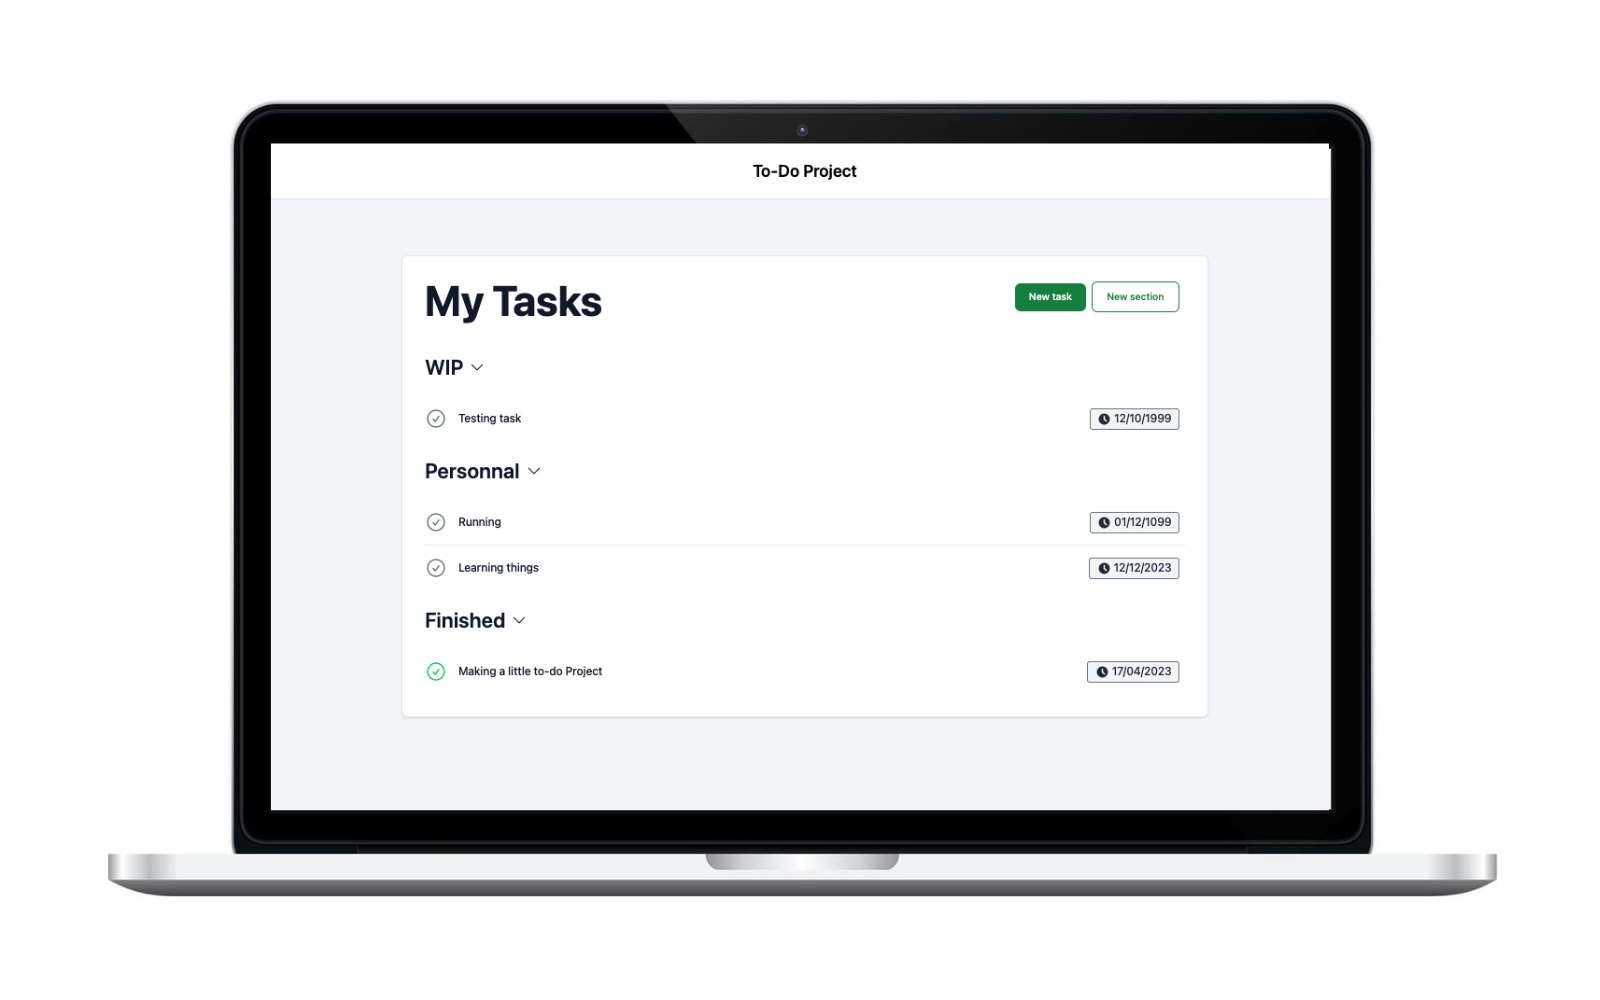 To-Do Project
My Tasks
New task
New section
WIP
Testing task
12/10/1999
Personnal
Running
01/12/1099
Learning things
12/12/2023
Finished
Making a little to-do Project
17/04/2023